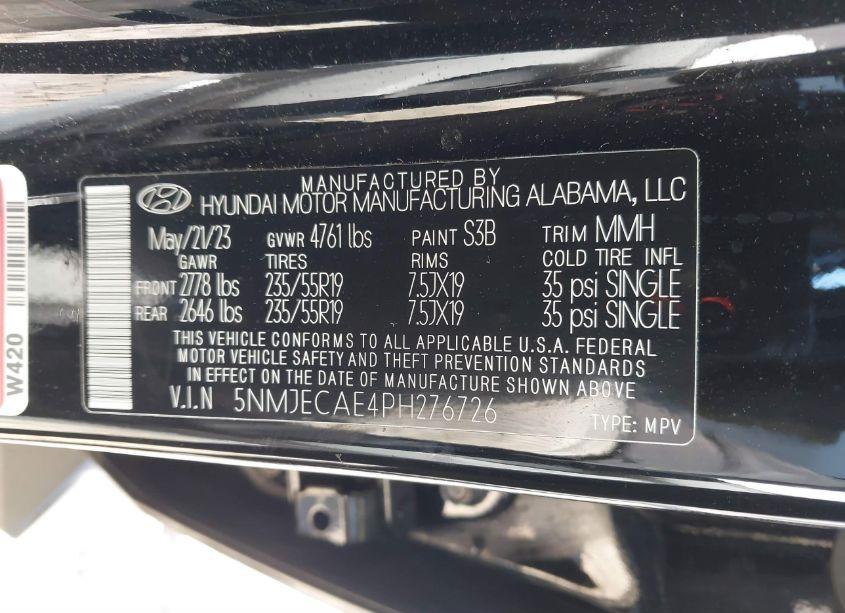 MANUFACTURED BY
HYUNDAI MOTOR MANUFACTURING ALABAMA, LLC
May/21/23 GVWR 4761 lbs PAINT S3B TRIM MMH
GAWR TIRES RIMS COLD TIRE INFL
FRONT 2778 lbs 235/55R19 7.5JX19 35 psi SINGLE
REAR 2646 lbs 235/55R19 7.5JX19 35 psi SINGLE
THIS VEHICLE CONFORMS TO ALL APPLICABLE U.S.A. FEDERAL
MOTOR VEHICLE SAFETY AND THEFT PREVENTION STANDARDS
IN EFFECT ON THE DATE OF MANUFACTURE SHOWN ABOVE.
V.I.N 5NMJECAE4PH276726
TYPE: MPV
W420